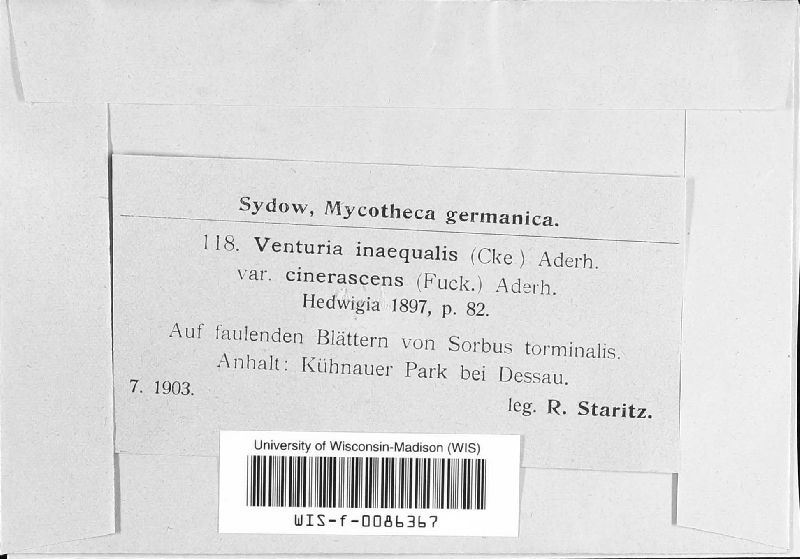 Sydow, Mycotheca germanica.
118. Venturia inaequalis (Cke) Aderh.
var. cinerascens (Fuck.) Aderh.
Hedwigia 1897, p. 82.
Auf faulenden Blättern von Sorbus torminalis.
Anhalt: Kühnauer Park bei Dessau.
7. 1903.
leg. R. Staritz.
University of Wisconsin-Madison (WIS)
WIS-f-0086367